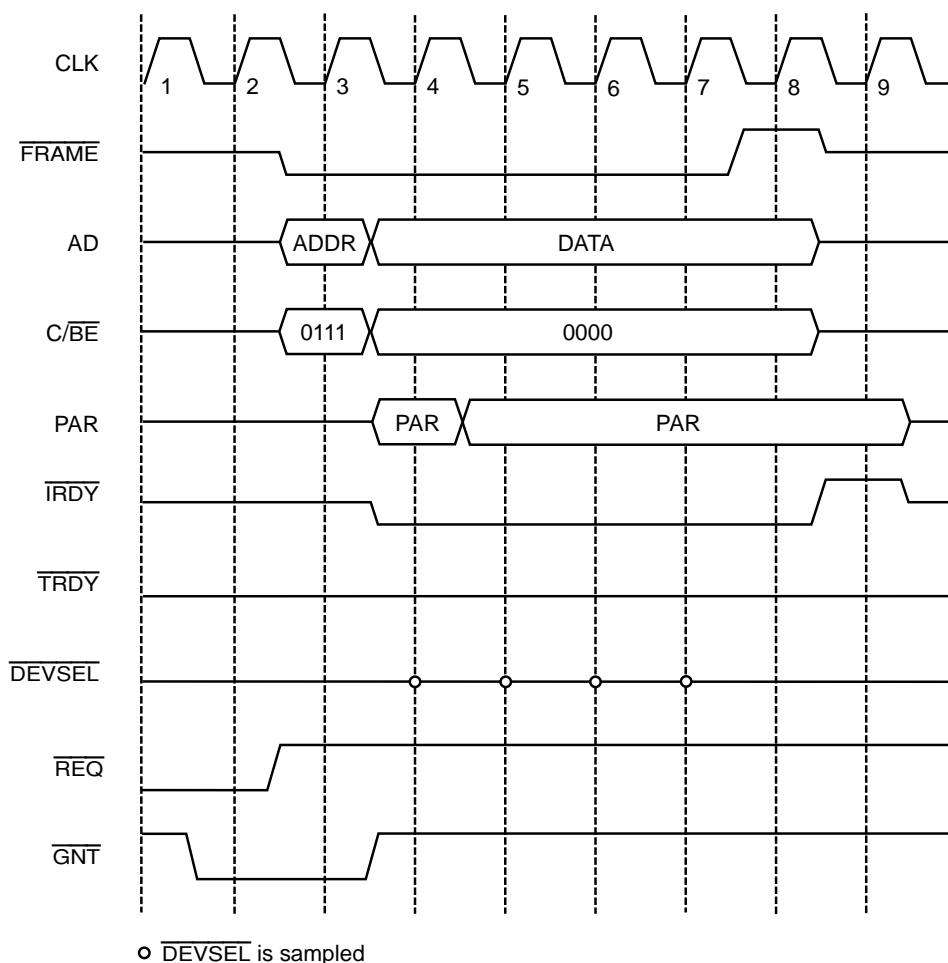 CLK
1 2 3 4 5 6 7 8 9
FRAME
AD ADDR DATA
C/BE 0111 0000
PAR PAR PAR
IRDY
TRDY
DEVSEL
REQ
GNT
DEVSEL is sampled